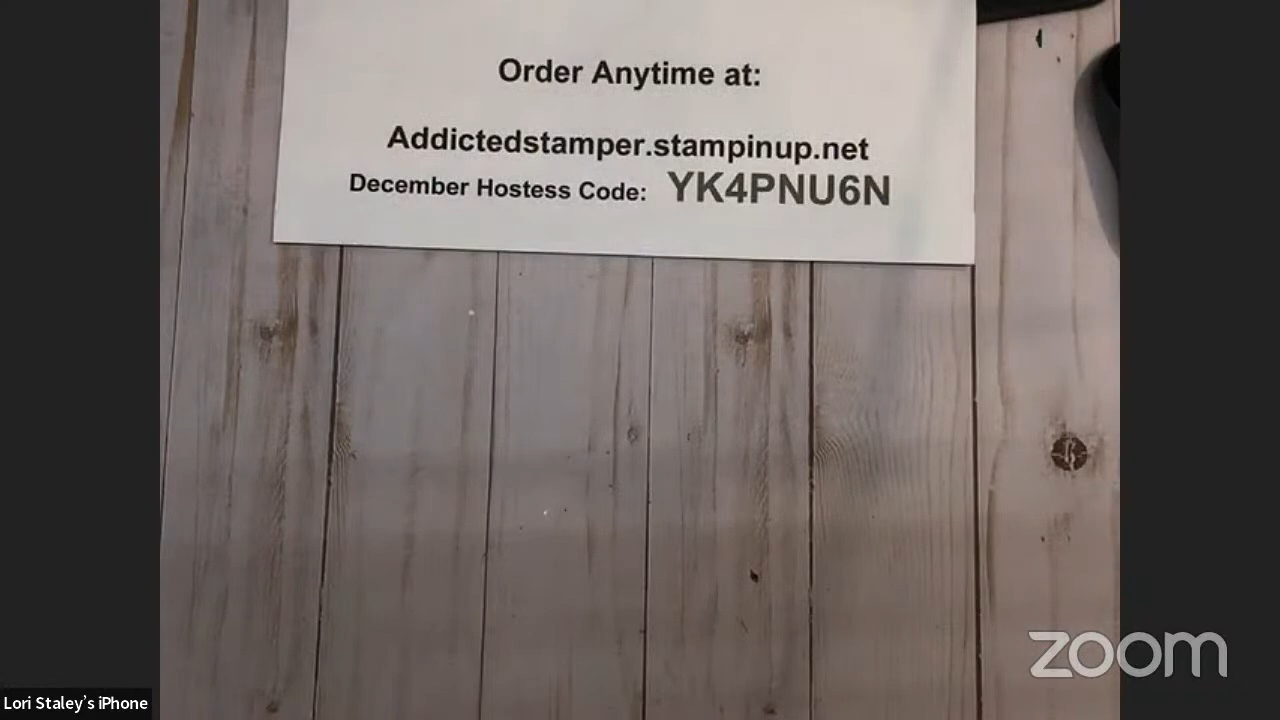 Order Anytime at:
Addictedstamper.stampinup.net
December Hostess Code: YK4PNU6N
zoom
Lori Staley's iPhone